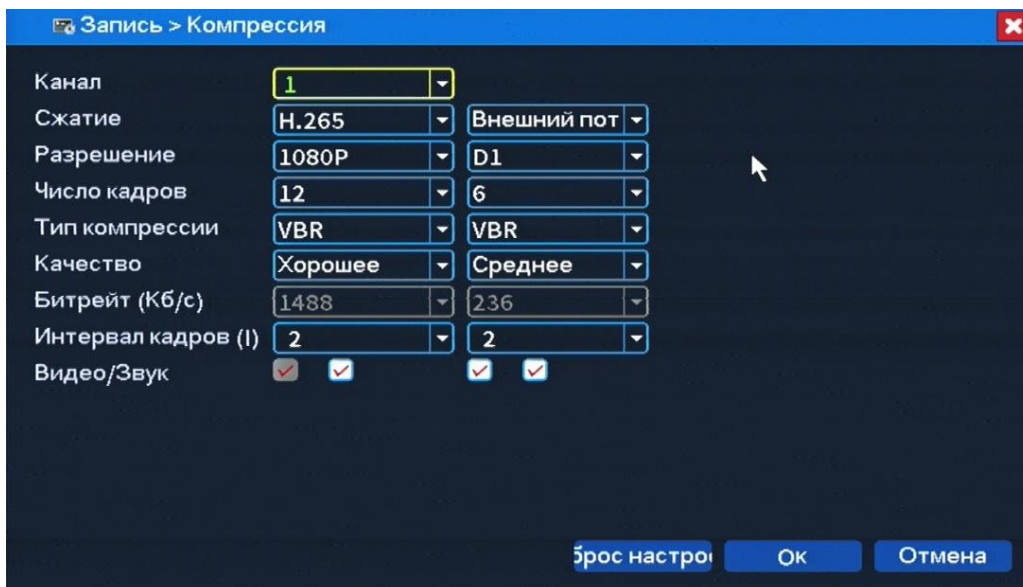 Запись > Компрессия
Канал 1
Сжатие H.265 Внешний пот
Разрешение 1080P D1
Число кадров 12 6
Тип компрессии VBR VBR
Качество Хорошее Среднее
Битрейт (Кб/с) 1488 236
Интервал кадров (I) 2 2
Видео/Звук
брос настро Ок Отмена